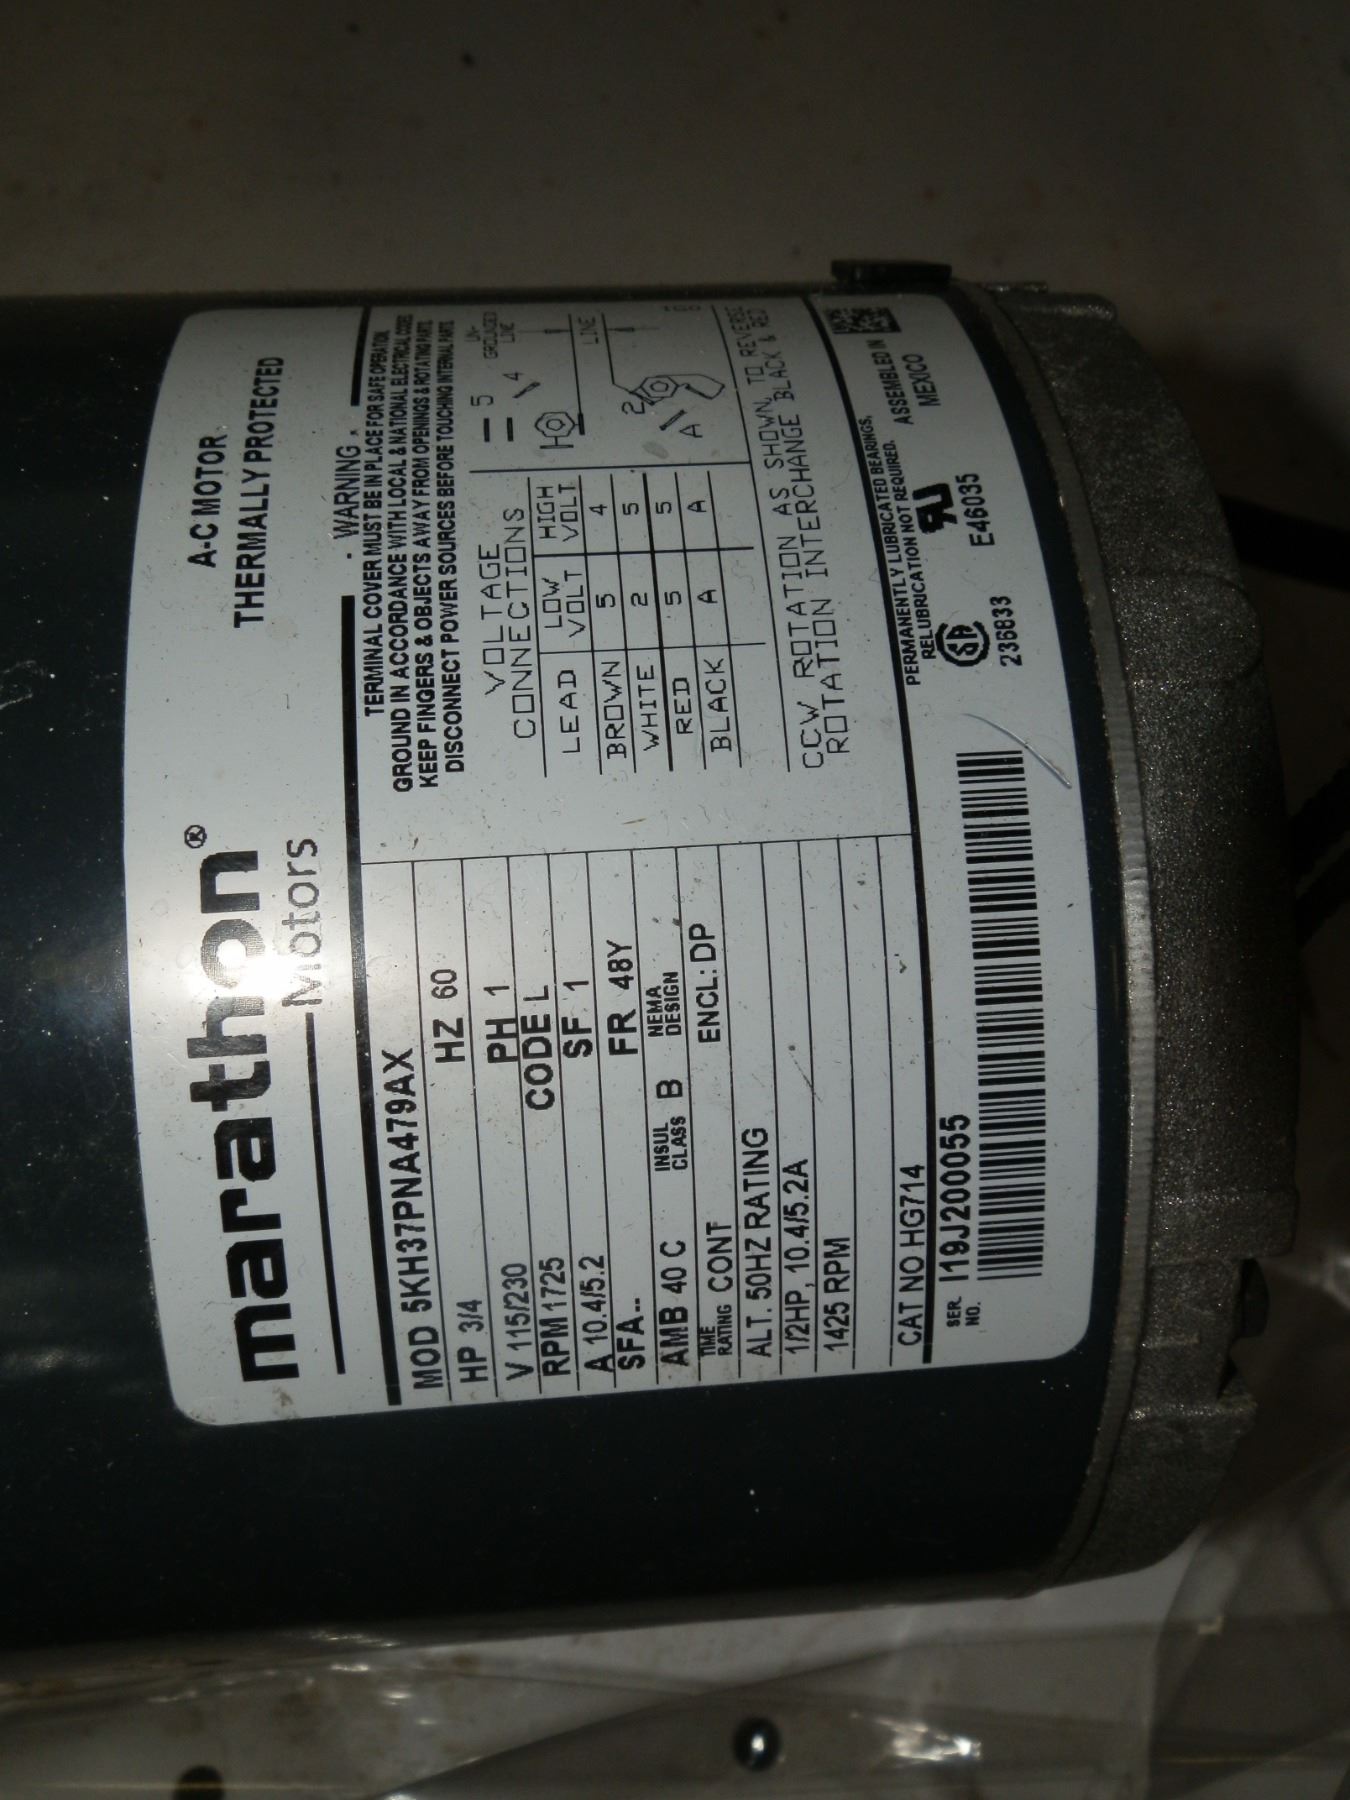 marathon®
Motors
A-C MOTOR
THERMALLY PROTECTED
- WARNING -
TERMINAL COVER MUST BE IN PLACE FOR SAFE OPERATION.
GROUND IN ACCORDANCE WITH LOCAL & NATIONAL ELECTRICAL CODES
KEEP FINGERS & OBJECTS AWAY FROM OPENINGS & ROTATING PARTS
DISCONNECT POWER SOURCES BEFORE TOUCHING INTERNAL PARTS
MOD 5KH37PNA479AX
HP 3/4 HZ 60
V 115/230 PH 1
RPM 1725 CODE L
A 10.4/5.2 SF 1
SFA-- FR 48Y
AMB 40 C INSUL CLASS B NEMA DESIGN
TIME RATING CONT ENCL: DP
ALT. 50HZ RATING
1/2HP, 10.4/5.2A
1425 RPM
CAT NO HG714
VOLTAGE
CONNECTIONS
LEAD LOW VOLT HIGH VOLT
BROWN 5 4
WHITE 2 5
RED 5 5
BLACK A A
5
4
UN-
GROUNDED
LINE
LINE
2
A
CCW ROTATION AS SHOWN, TO REVERSE
ROTATION INTERCHANGE BLACK & RED
SER. NO. I19J200055
PERMANENTLY LUBRICATED BEARINGS,
RELUBRICATION NOT REQUIRED.
ASSEMBLED IN
MEXICO
236833
E46035